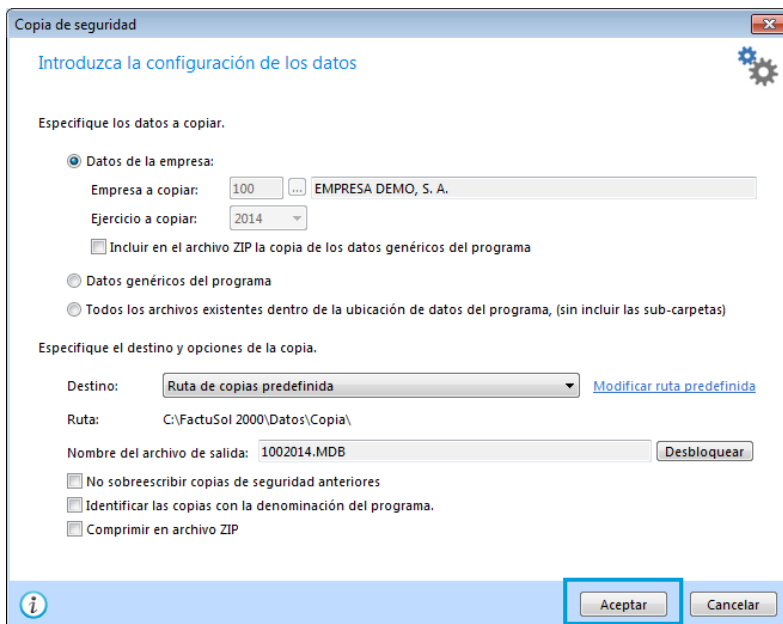 Copia de seguridad
Introduzca la configuración de los datos
Especifique los datos a copiar.
Datos de la empresa:
Empresa a copiar: 100 ... EMPRESA DEMO, S. A.
Ejercicio a copiar: 2014
Incluir en el archivo ZIP la copia de los datos genéricos del programa
Datos genéricos del programa
Todos los archivos existentes dentro de la ubicación de datos del programa, (sin incluir las sub-carpetas)
Especifique el destino y opciones de la copia.
Destino: Ruta de copias predefinida Modificar ruta predefinida
Ruta: C:\FactuSol 2000\Datos\Copia\
Nombre del archivo de salida: 1002014.MDB Desbloquear
No sobreescribir copias de seguridad anteriores
Identificar las copias con la denominación del programa.
Comprimir en archivo ZIP
Aceptar Cancelar